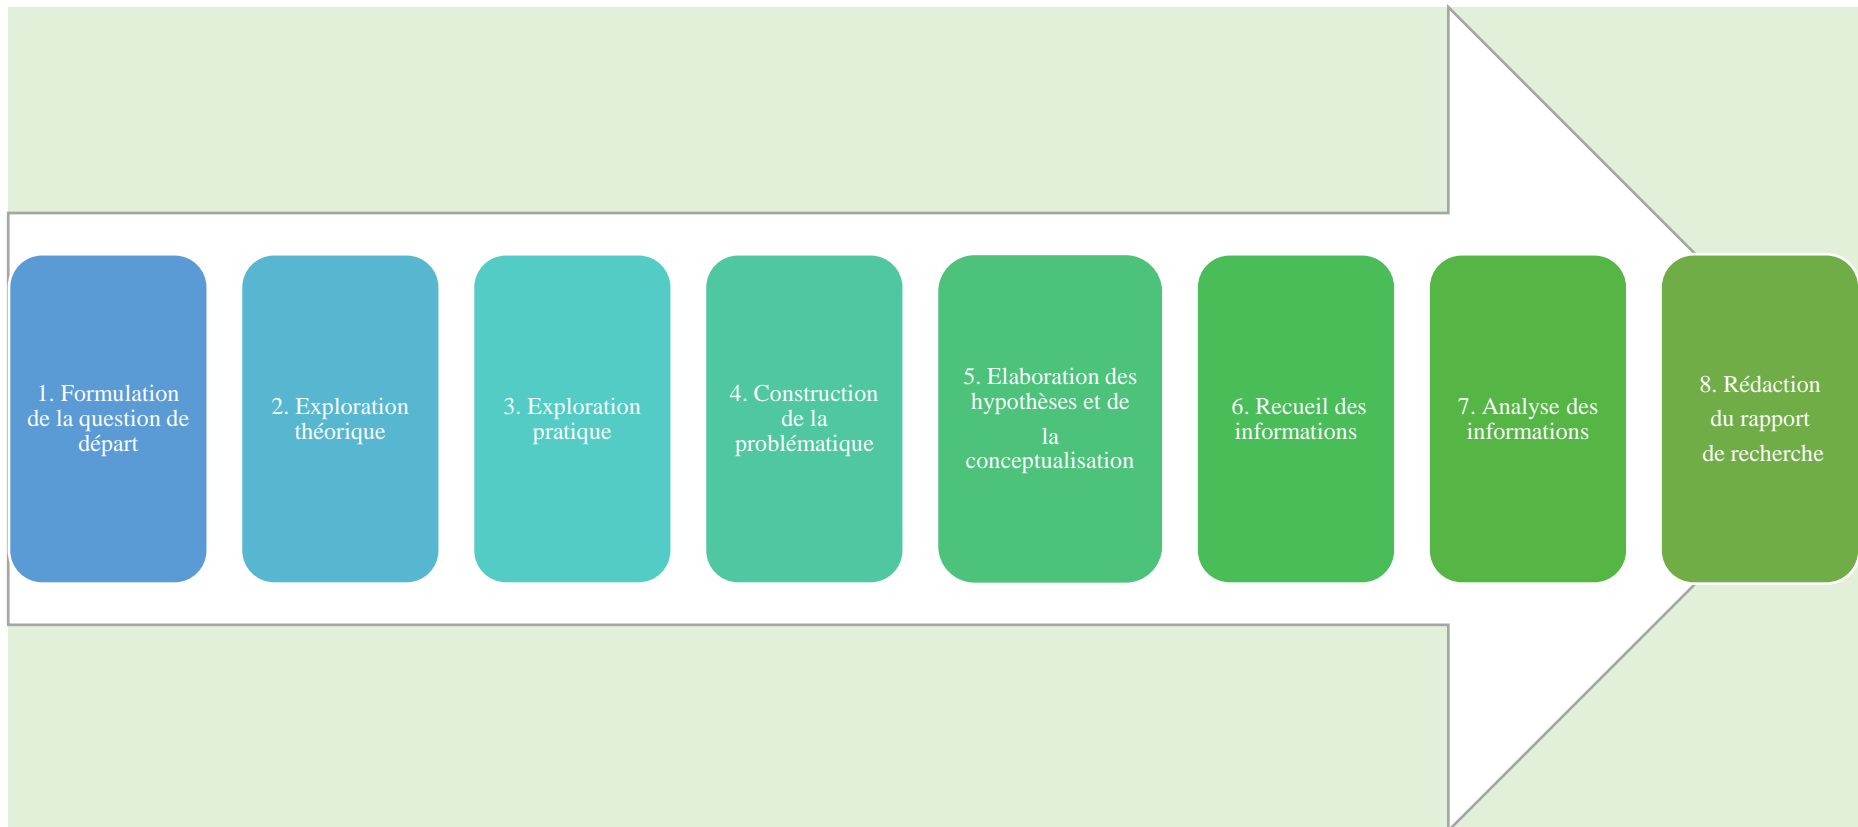 1. Formulation
de la question de
départ
2. Exploration
théorique
3. Exploration
pratique
4. Construction
de la
problématique
5. Elaboration des
hypothèses et de
la
conceptualisation
6. Recueil des
informations
7. Analyse des
informations
8. Rédaction
du rapport
de recherche